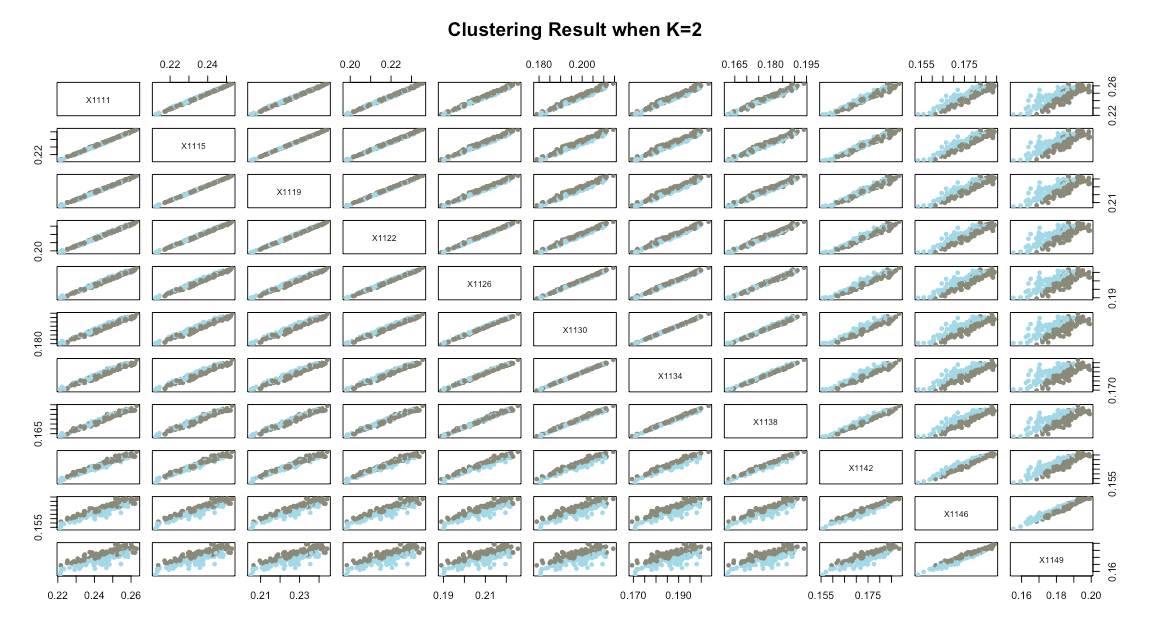 Clustering Result when K=2
0.22 0.24 0.20 0.22 0.180 0.200 0.165 0.180 0.195 0.155 0.175
X1111 0.22 0.26
0.22 X1115
X1119 0.21
0.20 X1122
X1126 0.19
0.180 X1130
X1134 0.170
0.165 X1138
X1142 0.155
0.155 X1146
X1149 0.16
0.22 0.24 0.26 0.21 0.23 0.19 0.21 0.170 0.190 0.155 0.175 0.16 0.18 0.20